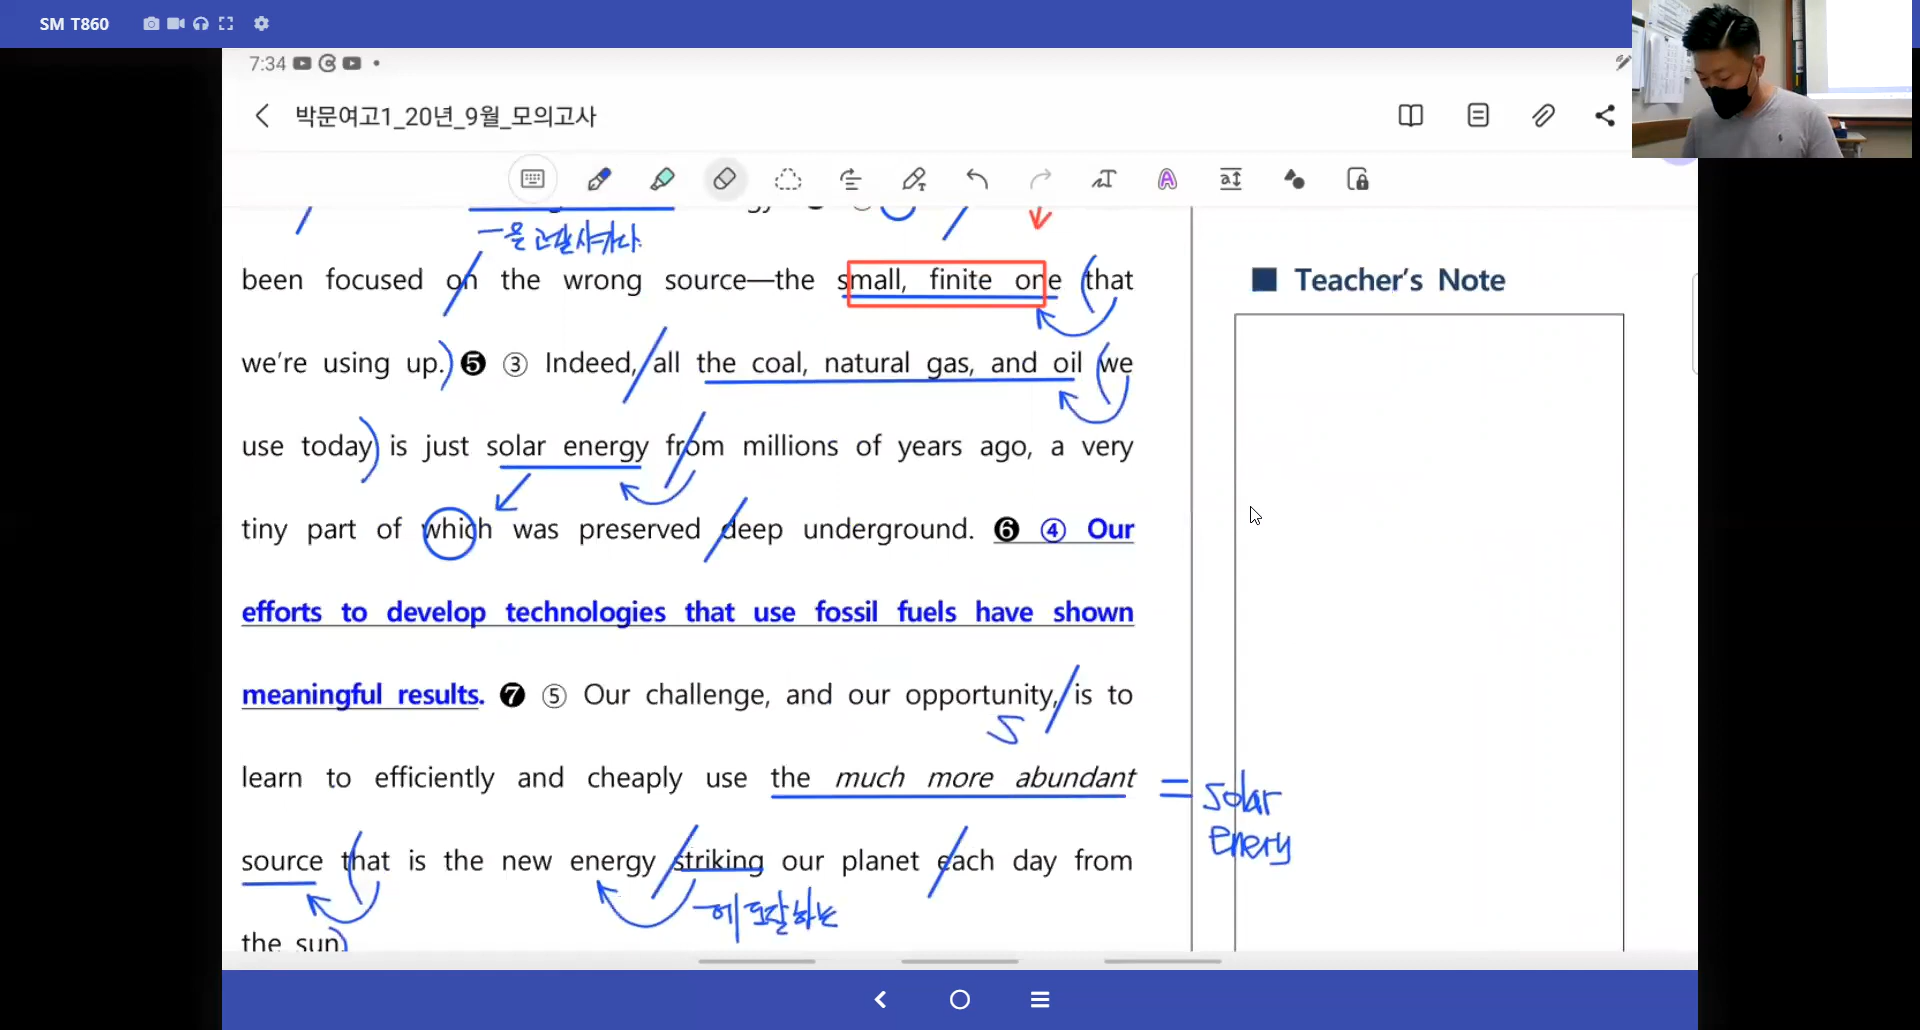 SM T860
7:34
박문여고1_20년_9월_모의고사
-을 고갈시키다.
been focused on the wrong source—the small, finite one that
we're using up. ❺ ③ Indeed, all the coal, natural gas, and oil we
use today is just solar energy from millions of years ago, a very
tiny part of which was preserved deep underground. ❻ ④ Our
efforts to develop technologies that use fossil fuels have shown
meaningful results. ❼ ⑤ Our challenge, and our opportunity, is to
S
learn to efficiently and cheaply use the much more abundant
= solar
Enery
source that is the new energy striking our planet each day from
-에 도달하는
the sun
■ Teacher's Note